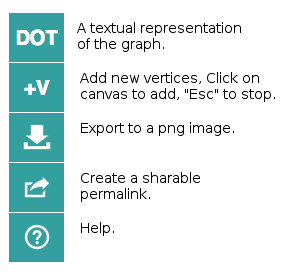 DOT
A textual representation
of the graph.
+V
Add new vertices, Click on
canvas to add, "Esc" to stop.
Export to a png image.
Create a sharable
permalink.
?
Help.